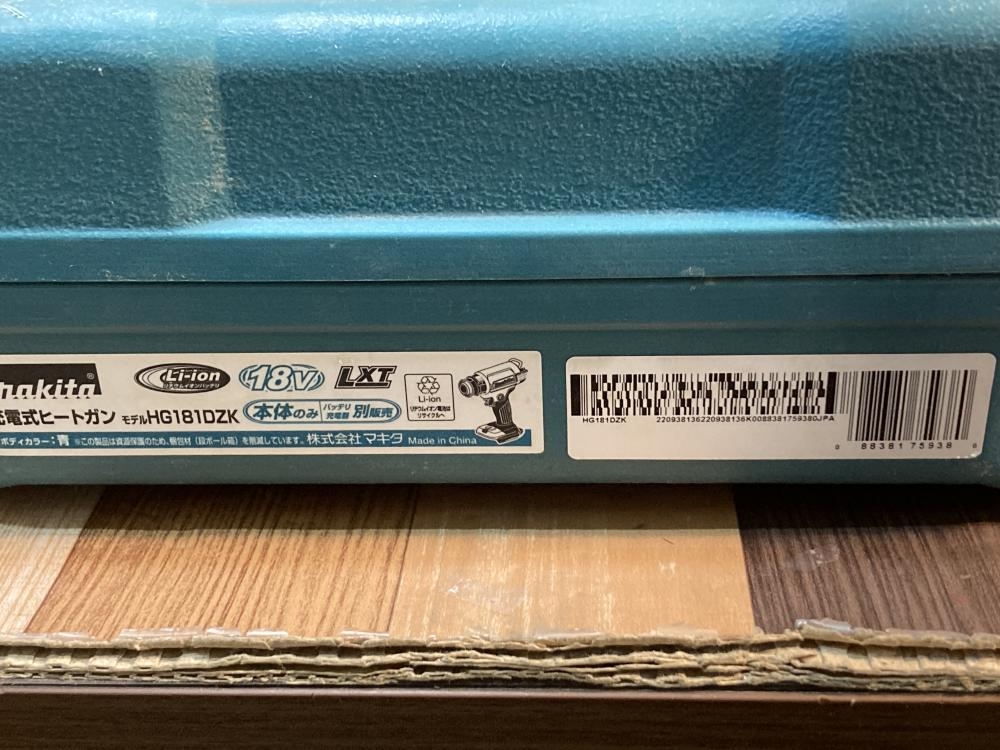 makita®
充電式ヒートガン モデルHG181DZK
ボディカラー:青 ※この製品は資源保護のため、梱包材(段ボール箱)を削減しています。 株式会社マキタ Made in China
Li-ion
リチウムイオンバッテリ
18V
LXT
本体のみ バッテリ 充電器 別販売
Li-ion
リチウムイオン電池は
リサイクルへ
HG181DZK 220938136220938136K0088381759380JPA
0 88381 75938 0